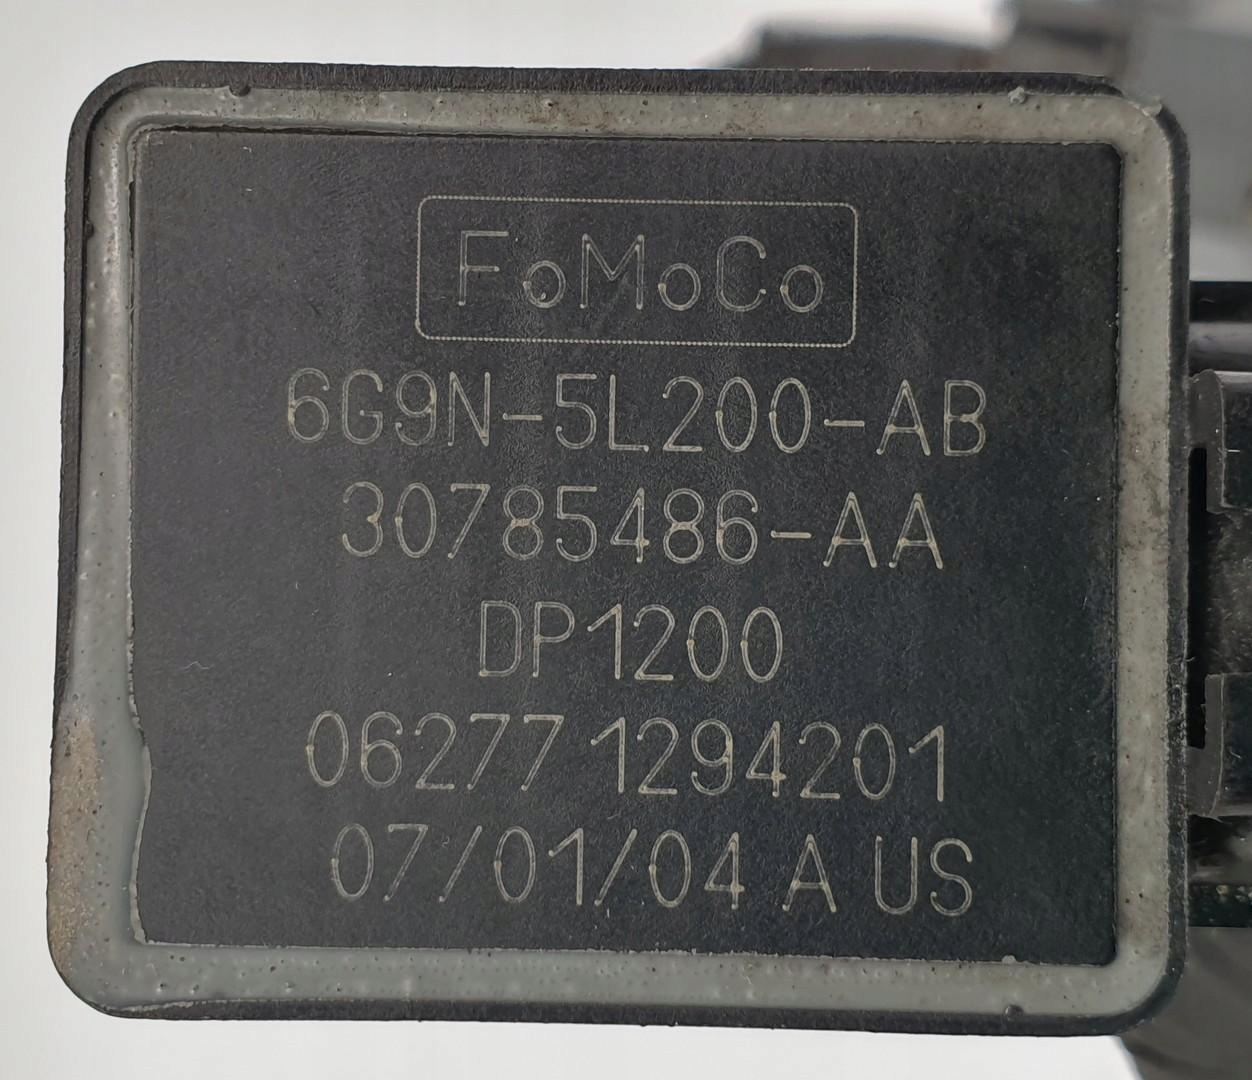 FoMoCo
6G9N-5L200-AB
30785486-AA
DP1200
06277 1294201
07/01/04 A US